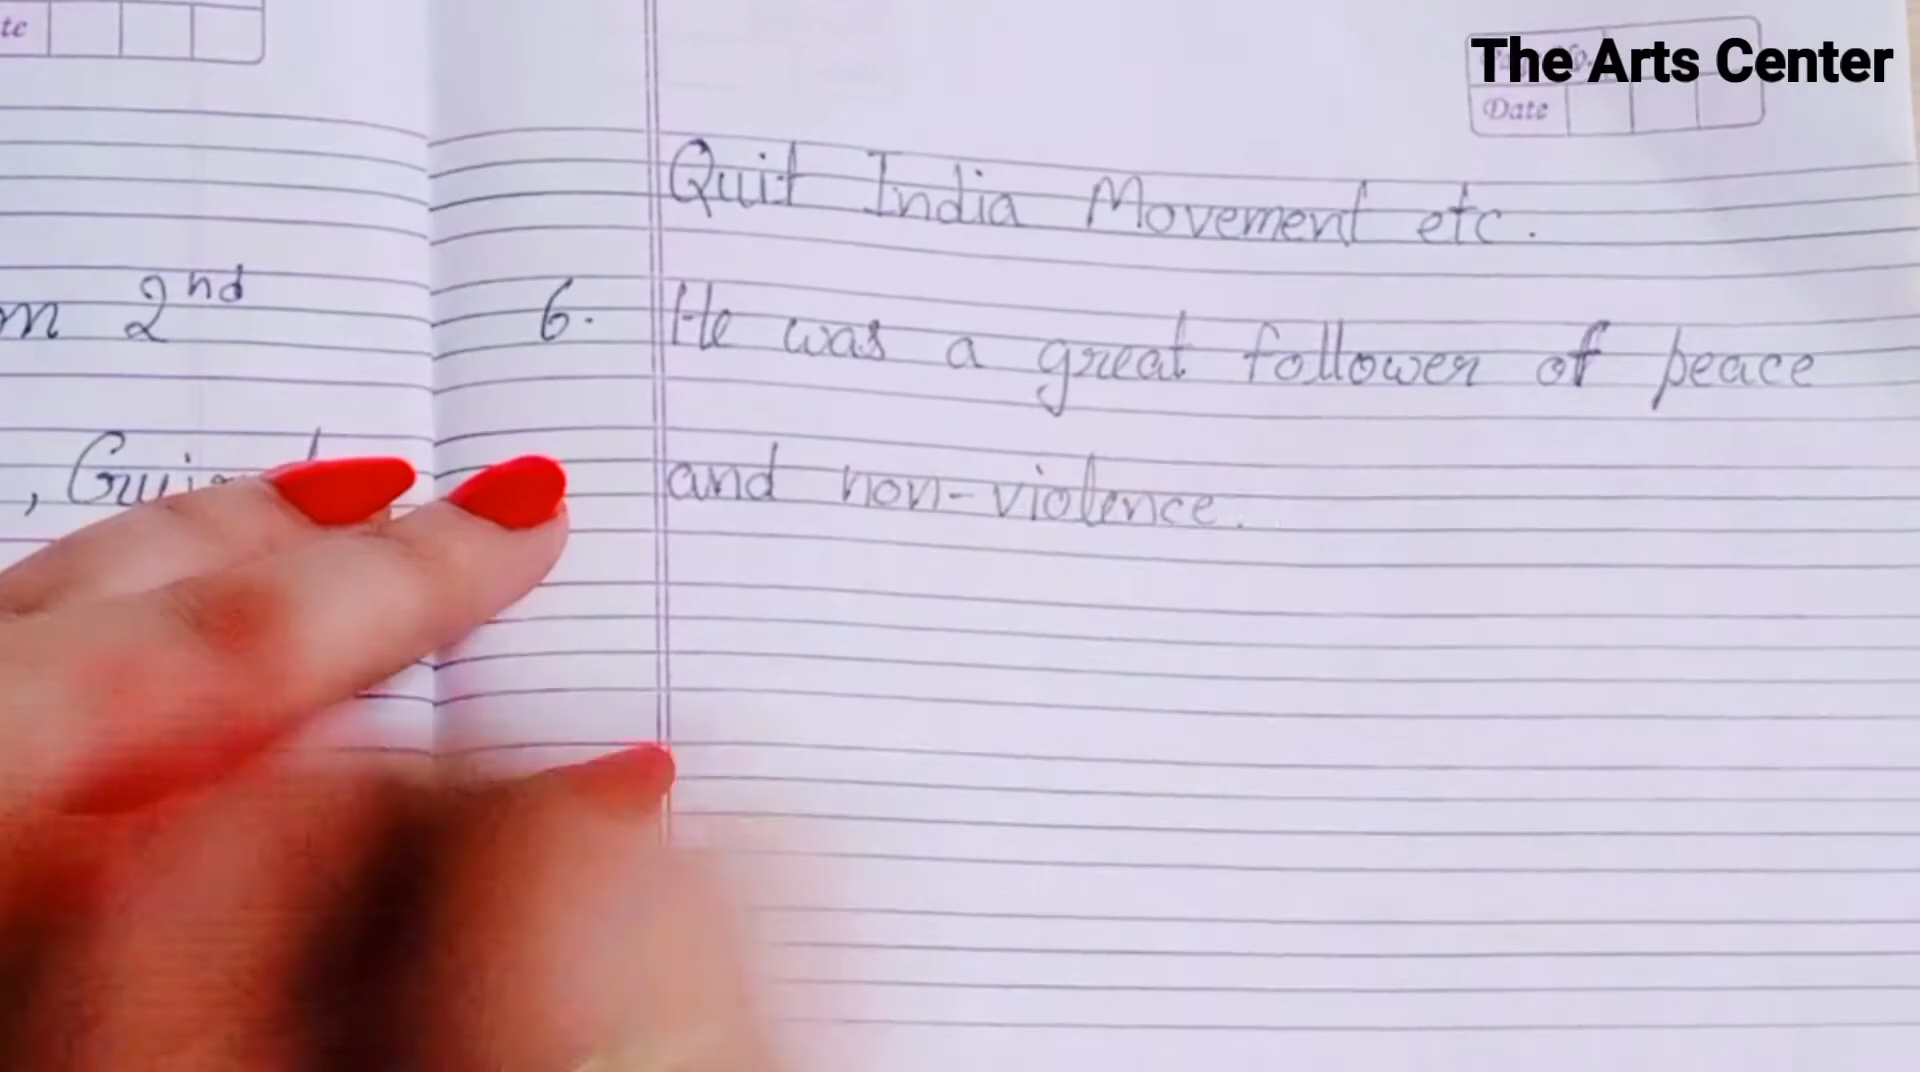 The Arts Center
Date
Quit India Movement etc.
2nd
6. He was a great follower of peace
and non-violence.